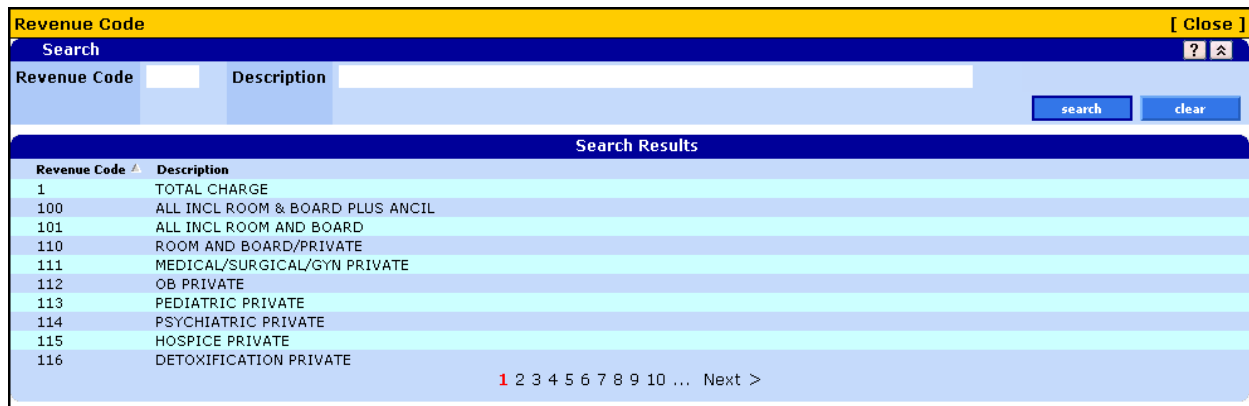 Revenue Code [ Close ]
Search ?
Revenue Code Description
search clear
Search Results
Revenue Code Description
1 TOTAL CHARGE
100 ALL INCL ROOM & BOARD PLUS ANCIL
101 ALL INCL ROOM AND BOARD
110 ROOM AND BOARD/PRIVATE
111 MEDICAL/SURGICAL/GYN PRIVATE
112 OB PRIVATE
113 PEDIATRIC PRIVATE
114 PSYCHIATRIC PRIVATE
115 HOSPICE PRIVATE
116 DETOXIFICATION PRIVATE
1 2 3 4 5 6 7 8 9 10 ... Next >